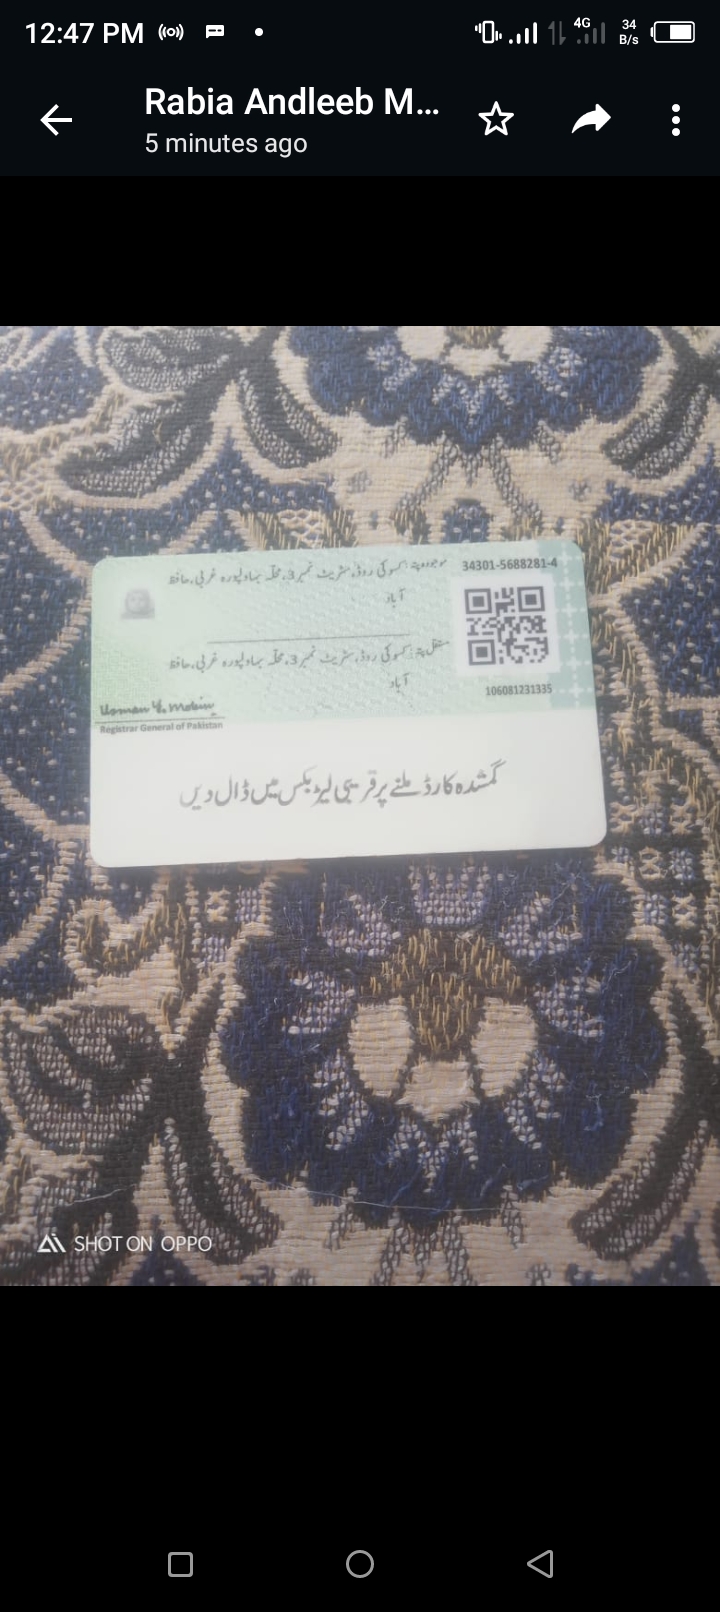 12:47 PM
4G
34
B/s
Rabia Andleeb M...
5 minutes ago
34301-5688281-4
موجودہ پتہ: کسوکی روڈ، سٹریٹ نمبر 3، محلہ بہاولپورہ غربی، حافظ
آباد
مستقل پتہ: کسوکی روڈ، سٹریٹ نمبر 3، محلہ بہاولپورہ غربی، حافظ
آباد
106081231335
Usman Y. Mobin
Registrar General of Pakistan
گمشدہ کارڈ ملنے پر قریبی لیٹر بکس میں ڈال دیں
SHOT ON OPPO